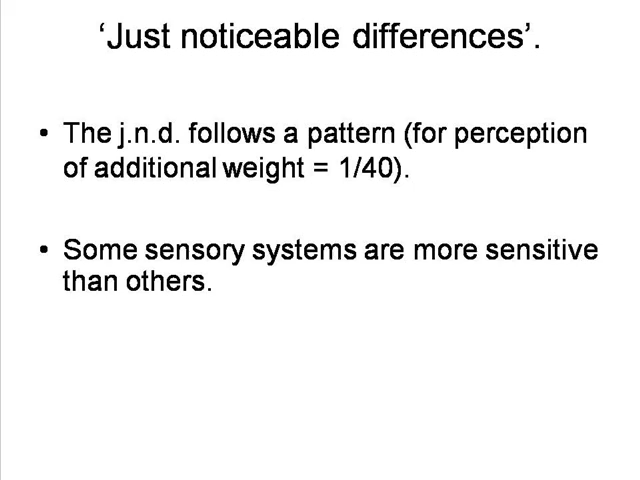 ‘Just noticeable differences’.
• The j.n.d. follows a pattern (for perception
of additional weight = 1/40).
• Some sensory systems are more sensitive
than others.